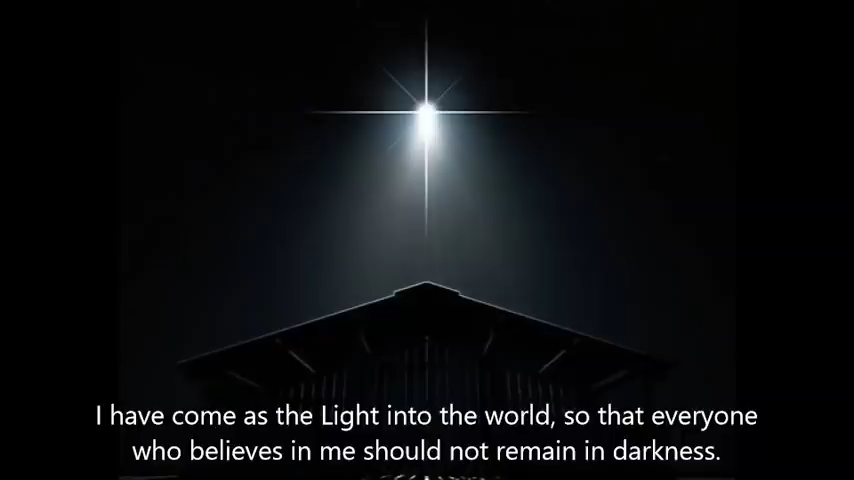 I have come as the Light into the world, so that everyone
who believes in me should not remain in darkness.